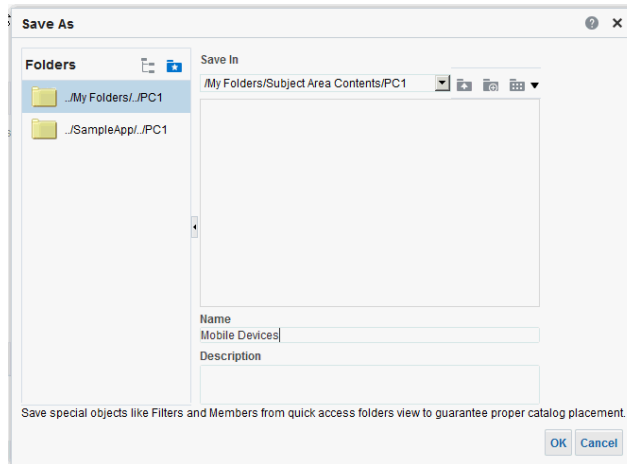 Save As
Folders
../My Folders/../PC1
../SampleApp/../PC1
Save In
/My Folders/Subject Area Contents/PC1
Name
Mobile Devices
Description
Save special objects like Filters and Members from quick access folders view to guarantee proper catalog placement.
OK Cancel